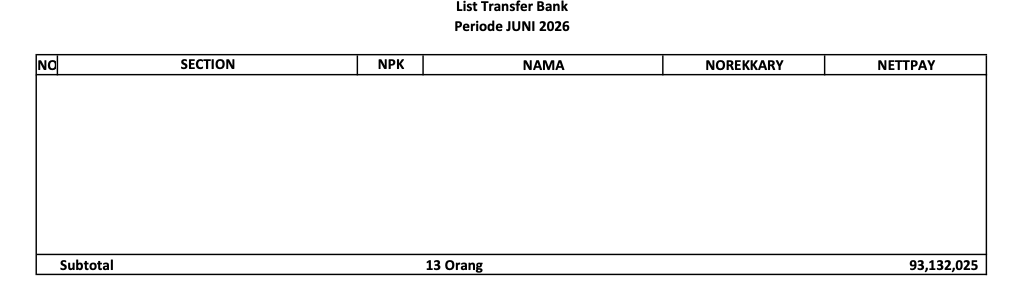 List Transfer Bank
Periode JUNI 2026
NO SECTION NPK NAMA NOREKKARY NETTPAY
Subtotal 13 Orang 93,132,025